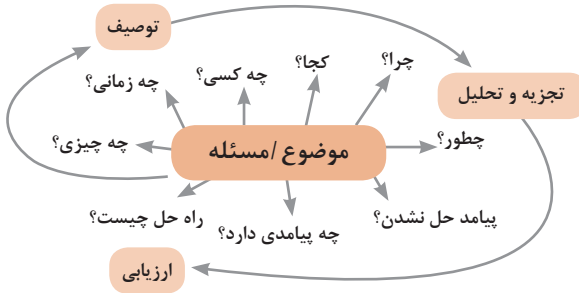 توصیف
چرا؟
کجا؟
چه کسی؟
چه زمانی؟
تجزیه و تحلیل
چطور؟
موضوع /مسئله
چه چیزی؟
پیامد حل نشدن؟
چه پیامدی دارد؟
راه حل چیست؟
ارزیابی